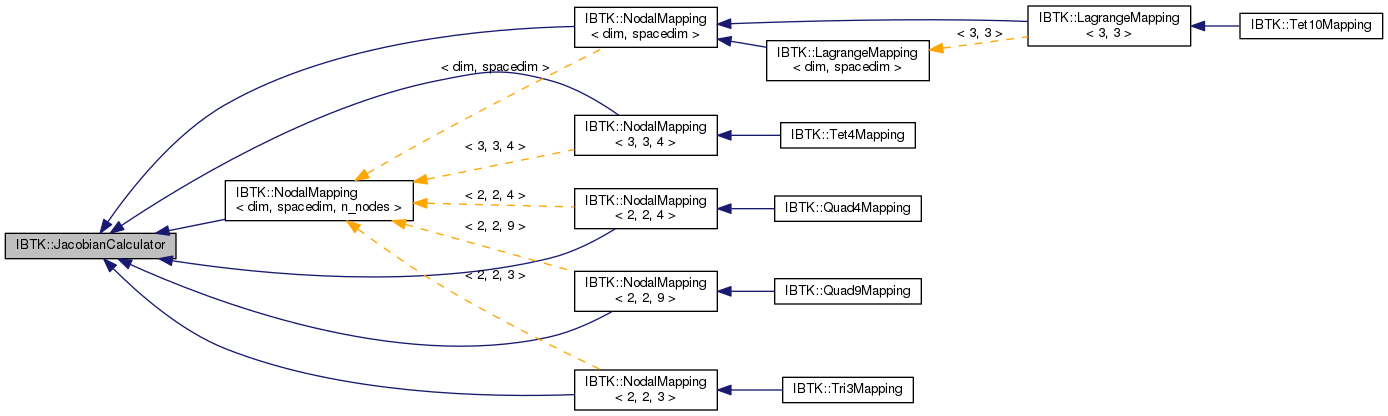 IBTK::NodalMapping
< dim, spacedim >
IBTK::LagrangeMapping
< 3, 3 >
IBTK::Tet10Mapping
< 3, 3 >
IBTK::LagrangeMapping
< dim, spacedim >
< dim, spacedim >
IBTK::NodalMapping
< 3, 3, 4 >
IBTK::Tet4Mapping
< 3, 3, 4 >
IBTK::NodalMapping
< dim, spacedim, n_nodes >
< 2, 2, 4 >
IBTK::NodalMapping
< 2, 2, 4 >
IBTK::Quad4Mapping
< 2, 2, 9 >
IBTK::JacobianCalculator
< 2, 2, 3 >
IBTK::NodalMapping
< 2, 2, 9 >
IBTK::Quad9Mapping
IBTK::NodalMapping
< 2, 2, 3 >
IBTK::Tri3Mapping